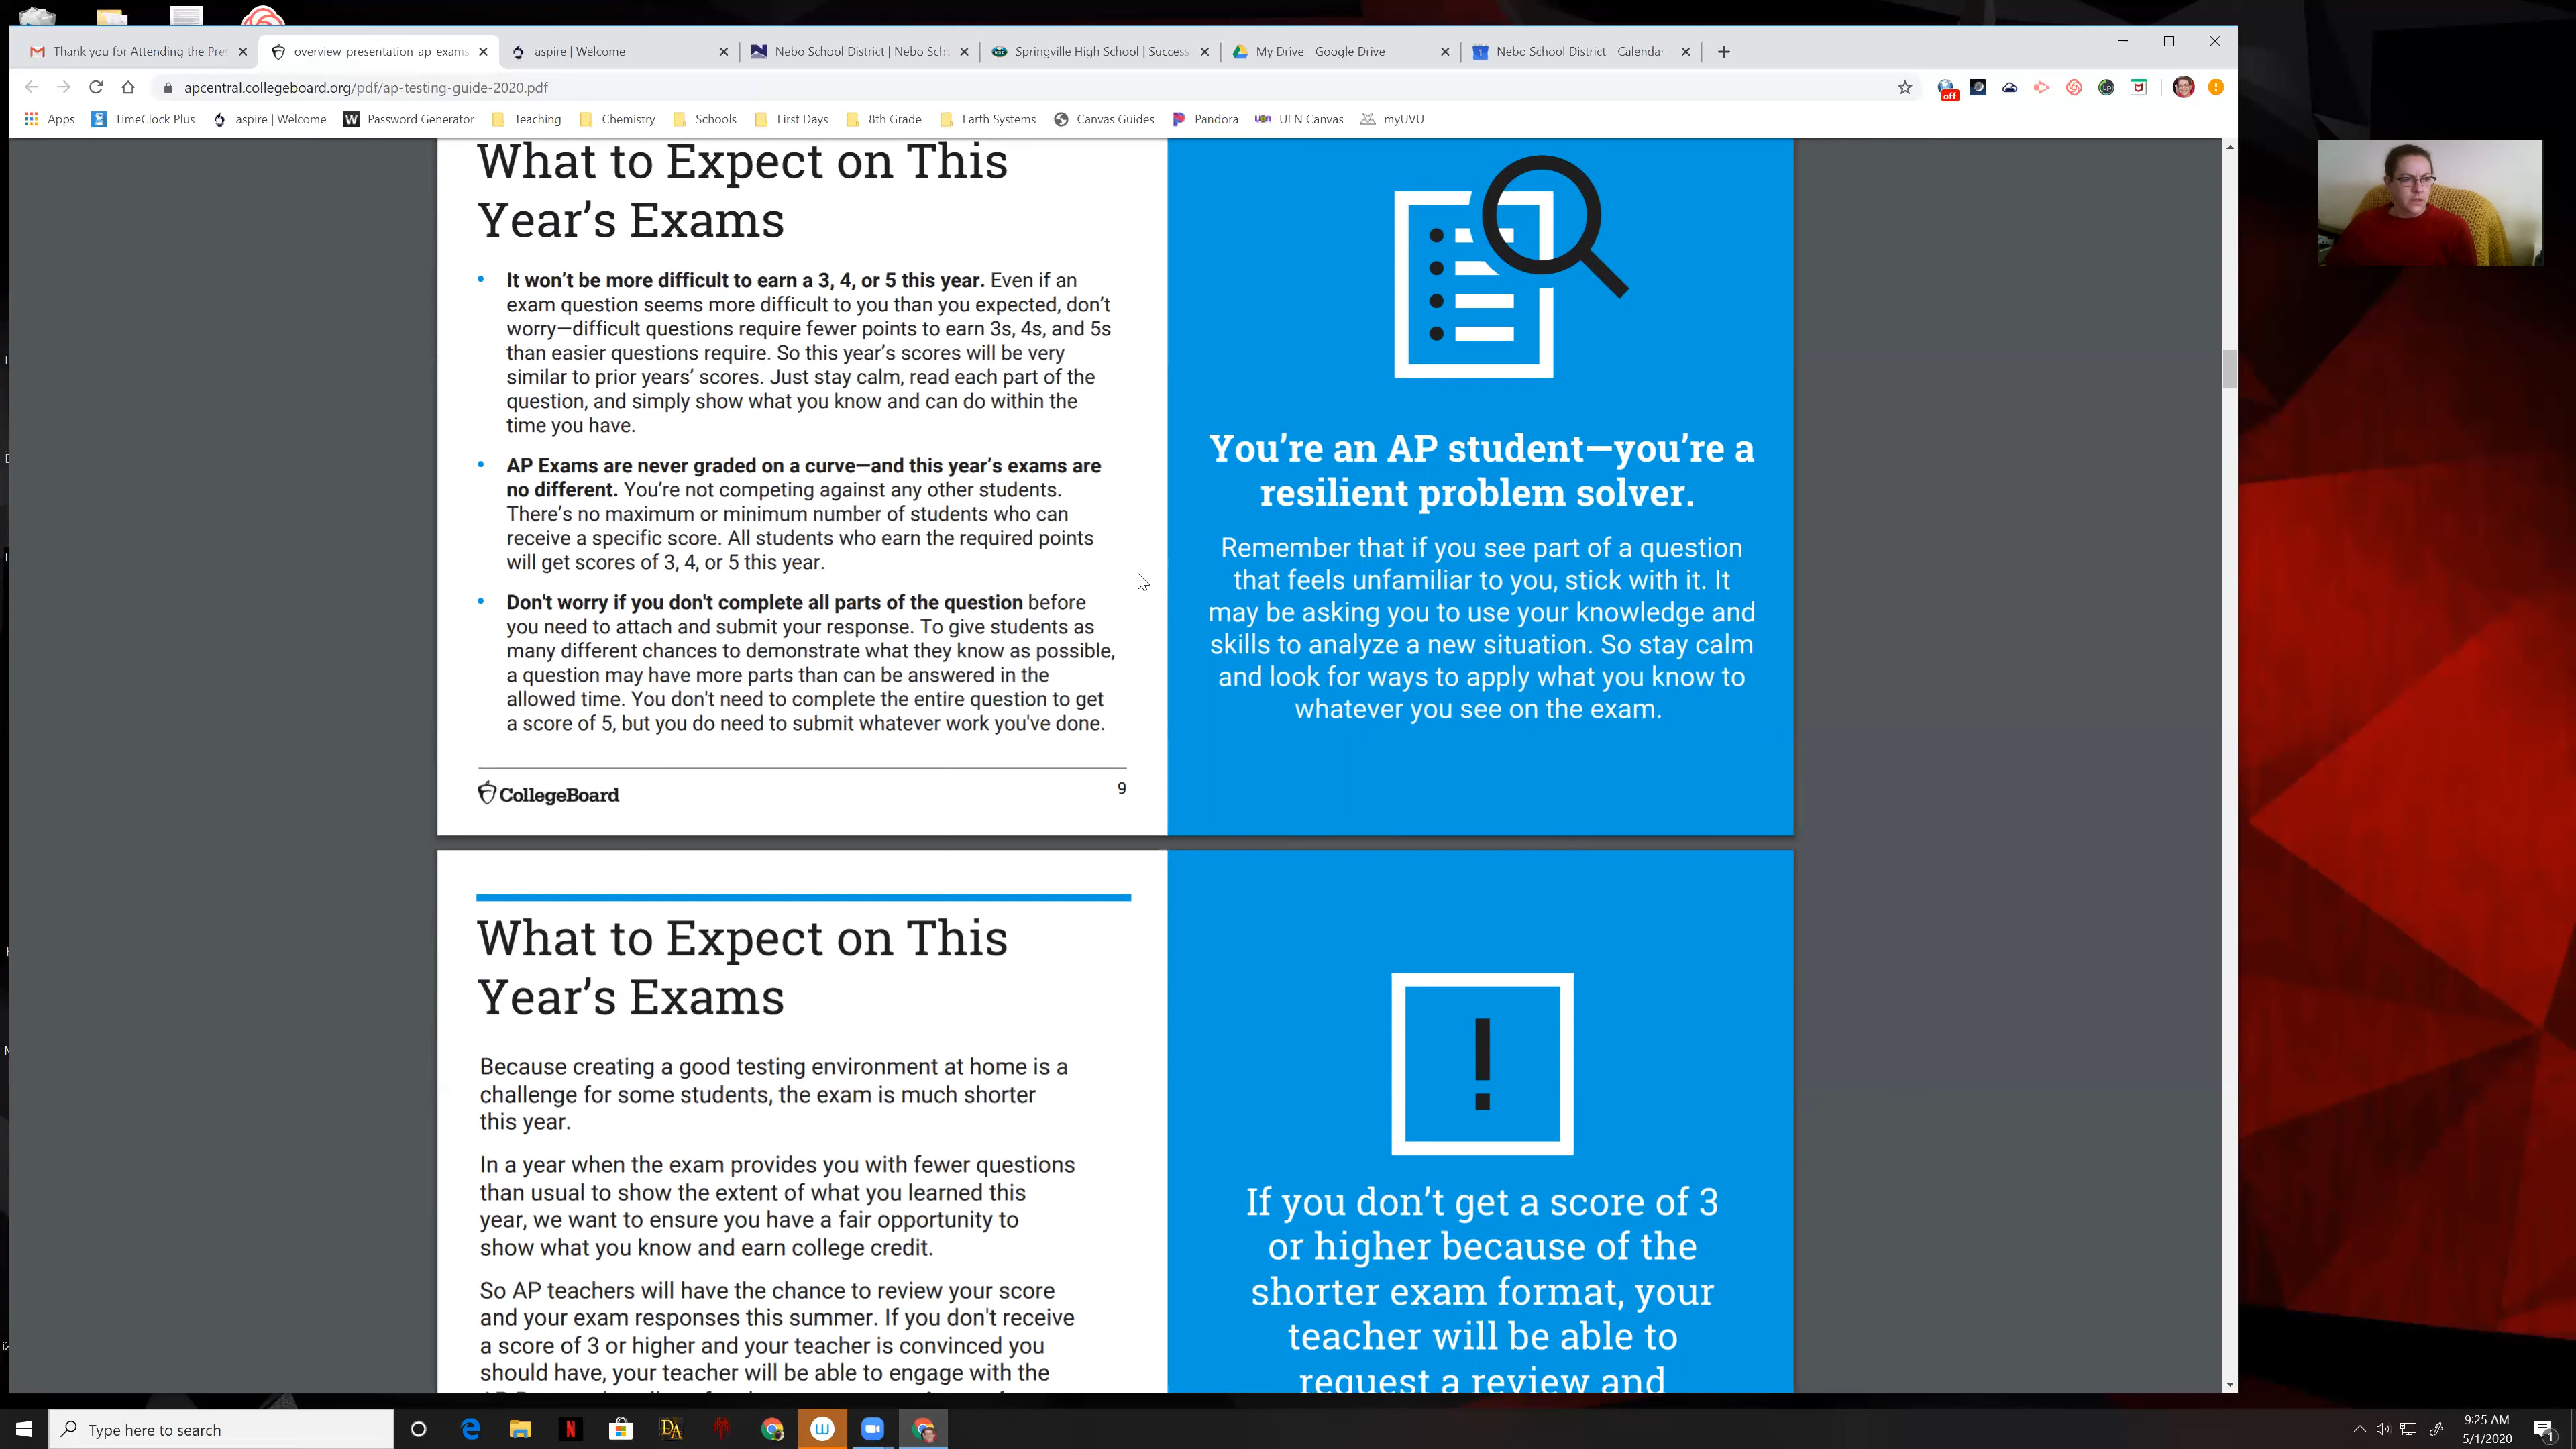 Thank you for Attending the Pre
overview-presentation-ap-exams
aspire | Welcome
Nebo School District | Nebo Scho
Springville High School | Success
My Drive - Google Drive
Nebo School District - Calendar
apcentral.collegeboard.org/pdf/ap-testing-guide-2020.pdf
off
Apps
TimeClock Plus
aspire | Welcome
W
Password Generator
Teaching
Chemistry
Schools
First Days
8th Grade
Earth Systems
Canvas Guides
Pandora
UEN Canvas
myUVU
What to Expect on This
Year's Exams
• It won't be more difficult to earn a 3, 4, or 5 this year. Even if an
exam question seems more difficult to you than you expected, don't
worry—difficult questions require fewer points to earn 3s, 4s, and 5s
than easier questions require. So this year's scores will be very
similar to prior years' scores. Just stay calm, read each part of the
question, and simply show what you know and can do within the
time you have.
• AP Exams are never graded on a curve—and this year's exams are
no different. You're not competing against any other students.
There's no maximum or minimum number of students who can
receive a specific score. All students who earn the required points
will get scores of 3, 4, or 5 this year.
• Don't worry if you don't complete all parts of the question before
you need to attach and submit your response. To give students as
many different chances to demonstrate what they know as possible,
a question may have more parts than can be answered in the
allowed time. You don't need to complete the entire question to get
a score of 5, but you do need to submit whatever work you've done.
CollegeBoard
9
You're an AP student—you're a
resilient problem solver.
Remember that if you see part of a question
that feels unfamiliar to you, stick with it. It
may be asking you to use your knowledge and
skills to analyze a new situation. So stay calm
and look for ways to apply what you know to
whatever you see on the exam.
What to Expect on This
Year's Exams
Because creating a good testing environment at home is a
challenge for some students, the exam is much shorter
this year.
In a year when the exam provides you with fewer questions
than usual to show the extent of what you learned this
year, we want to ensure you have a fair opportunity to
show what you know and earn college credit.
So AP teachers will have the chance to review your score
and your exam responses this summer. If you don't receive
a score of 3 or higher and your teacher is convinced you
should have, your teacher will be able to engage with the
!
If you don't get a score of 3
or higher because of the
shorter exam format, your
teacher will be able to
request a review and
Type here to search
9:25 AM
5/1/2020